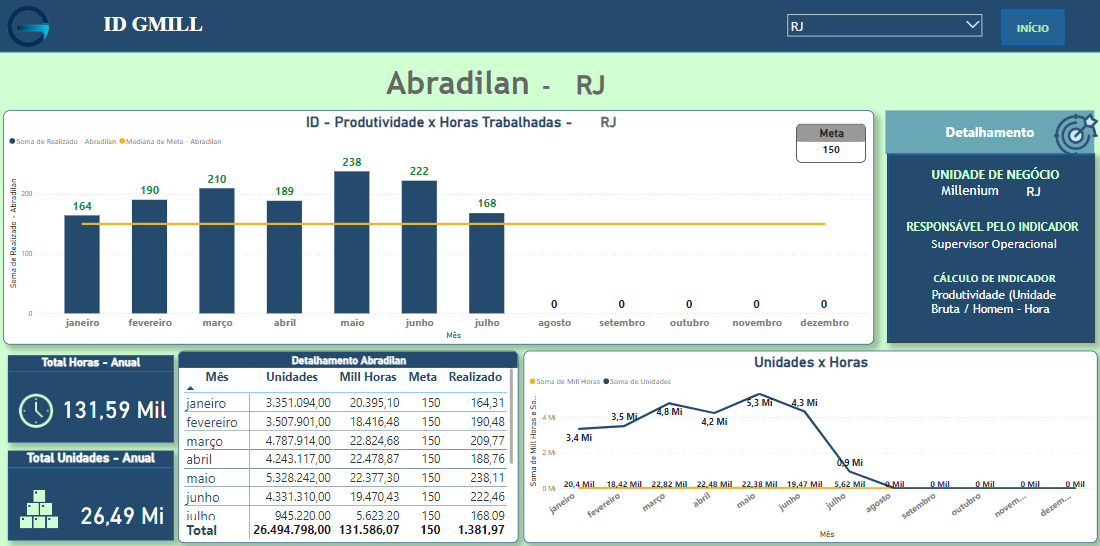 ID GMILL
RJ
INÍCIO
Abradilan - RJ
ID - Produtividade x Horas Trabalhadas - RJ
Soma de Realizado - Abradilan Mediana de Meta - Abradilan
Meta
150
Soma de Realizado - Abradilan
200
100
0
164
190
210
189
238
222
168
0
0
0
0
0
janeiro
fevereiro
março
abril
maio
junho
julho
agosto
setembro
outubro
novembro
dezembro
Mês
Detalhamento
UNIDADE DE NEGÓCIO
Millenium RJ
RESPONSÁVEL PELO INDICADOR
Supervisor Operacional
CÁLCULO DE INDICADOR
Produtividade (Unidade
Bruta / Homem - Hora
Total Horas - Anual
131,59 Mil
Total Unidades - Anual
26,49 Mi
Detalhamento Abradilan
Mês Unidades Mill Horas Meta Realizado
janeiro 3.351.094,00 20.395,10 150 164,31
fevereiro 3.507.901,00 18.416,48 150 190,48
março 4.787.914,00 22.824,68 150 209,77
abril 4.243.117,00 22.478,87 150 188,76
maio 5.328.242,00 22.377,30 150 238,11
junho 4.331.310,00 19.470,43 150 222,46
julho 945.220,00 5.623,20 150 168,09
Total 26.494.798,00 131.586,07 150 1.381,97
Unidades x Horas
Soma de Mill Horas Soma de Unidades
Soma de Mill Horas e So...
4 Mi
2 Mi
0 Mi
3,4 Mi
3,5 Mi
4,8 Mi
4,2 Mi
5,3 Mi
4,3 Mi
0,9 Mi
20,4 Mil
18,42 Mil
22,82 Mil
22,48 Mil
22,38 Mil
19,47 Mil
5,62 Mil
0 Mil
0 Mil
0 Mil
0 Mil
0 Mil
janeiro
fevereiro
março
abril
maio
junho
julho
agosto
setembro
outubro
novem...
dezem...
Mês